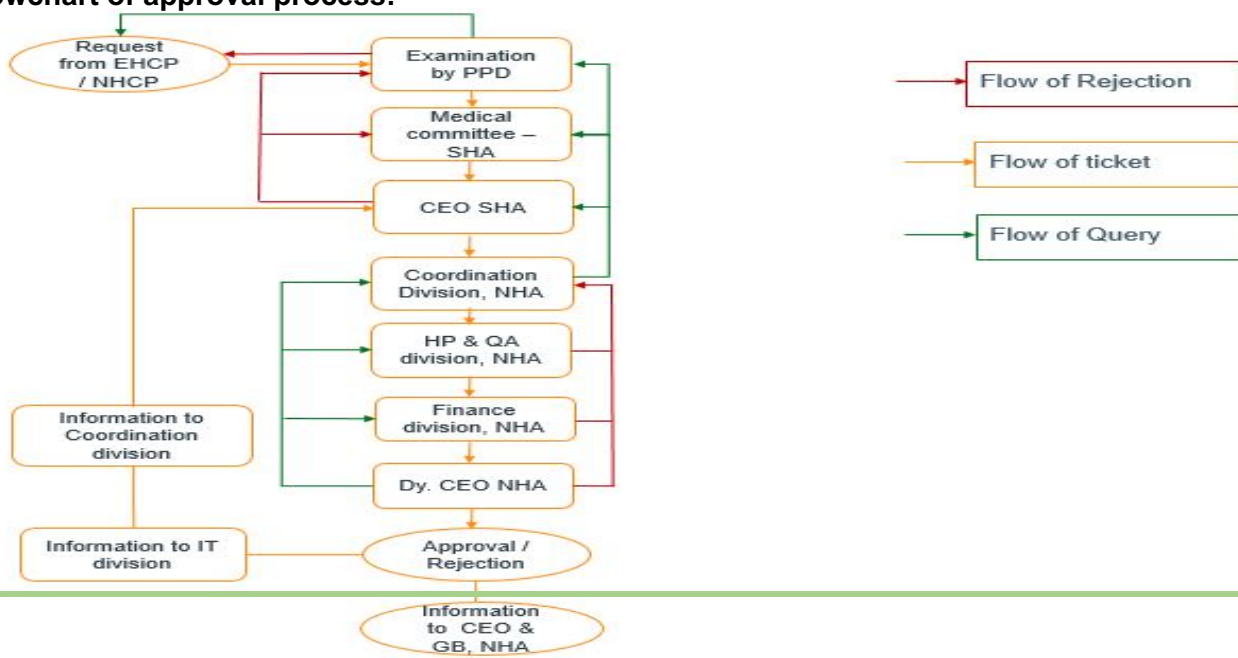 flowchart of approval process:
Request
from EHCP
/ NHCP
Examination
by PPD
Medical
committee –
SHA
CEO SHA
Coordination
Division, NHA
HP & QA
division, NHA
Finance
division, NHA
Dy. CEO NHA
Approval /
Rejection
Information
to CEO &
GB, NHA
Information to IT
division
Information to
Coordination
division
Flow of Rejection
Flow of ticket
Flow of Query